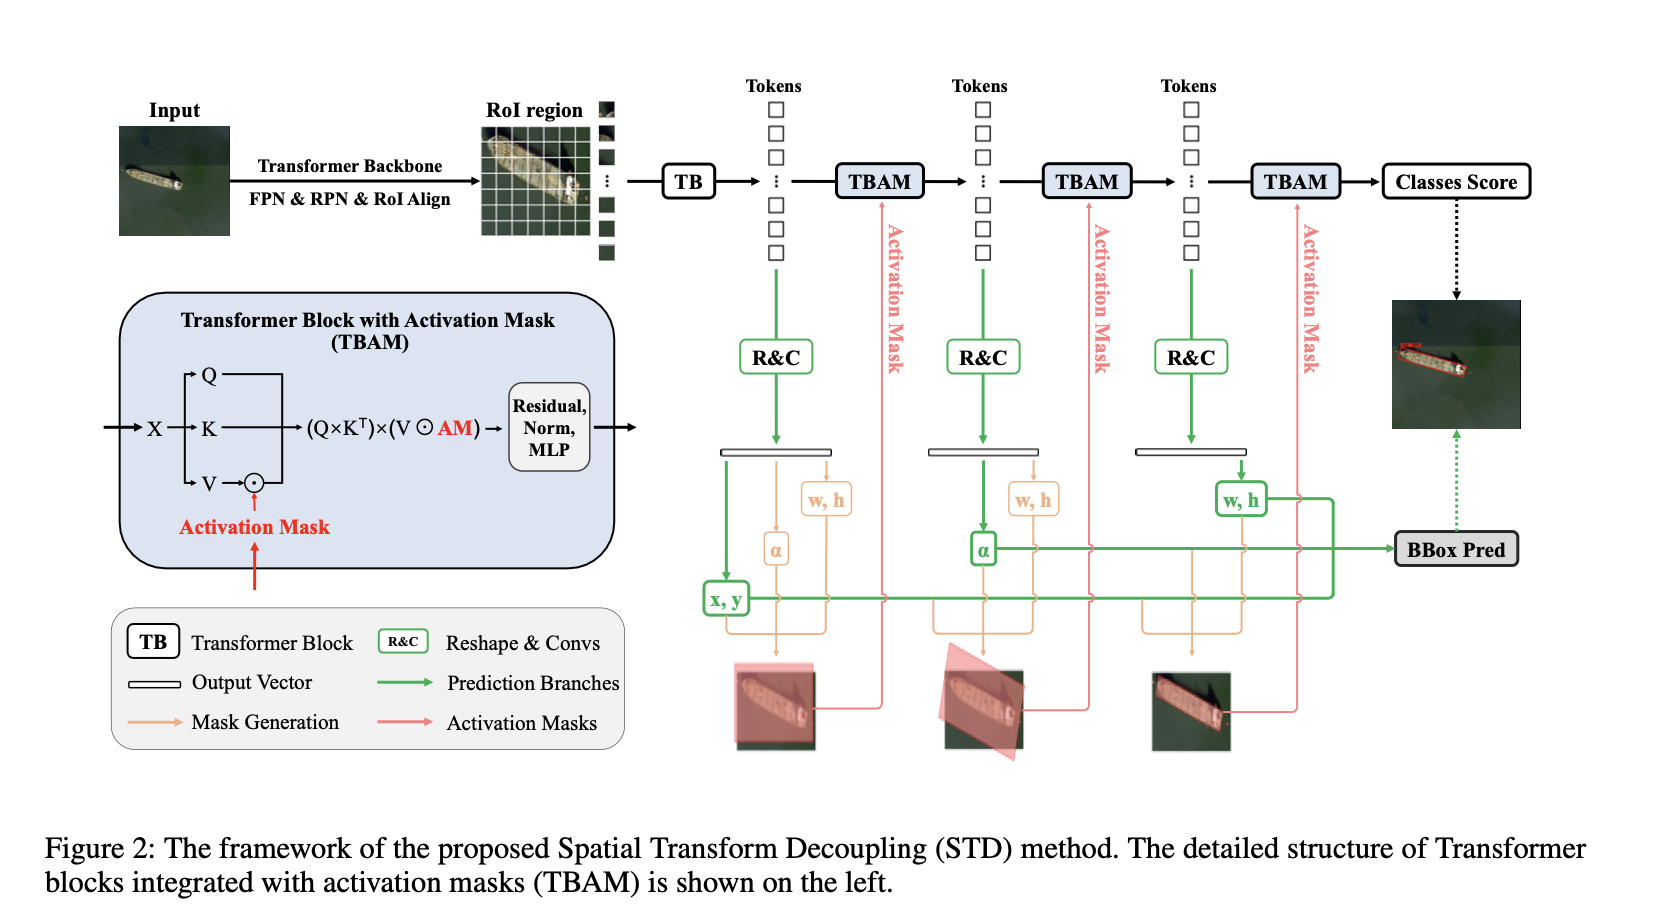 Input
Transformer Backbone
FPN & RPN & RoI Align
RoI region
TB
Tokens
TBAM
Tokens
TBAM
Tokens
TBAM
Classes Score
Activation Mask
Activation Mask
Activation Mask
R&C
R&C
R&C
w, h
α
x, y
w, h
α
w, h
BBox Pred
Transformer Block with Activation Mask
(TBAM)
Q
X
K
V
(Q×Kᵀ)×(V ⊙ AM)
Residual,
Norm,
MLP
Activation Mask
TB Transformer Block
R&C Reshape & Convs
Output Vector
Prediction Branches
Mask Generation
Activation Masks
Figure 2: The framework of the proposed Spatial Transform Decoupling (STD) method. The detailed structure of Transformer
blocks integrated with activation masks (TBAM) is shown on the left.